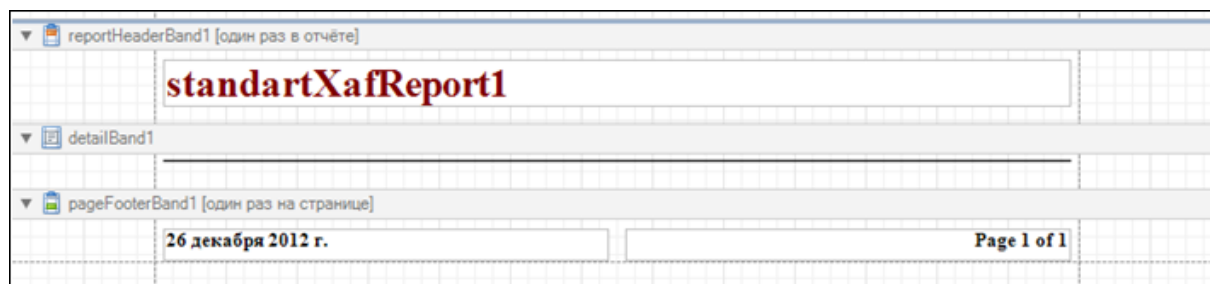 reportHeaderBand1 [один раз в отчёте]
standartXafReport1
detailBand1
pageFooterBand1 [один раз на странице]
26 декабря 2012 г. Page 1 of 1